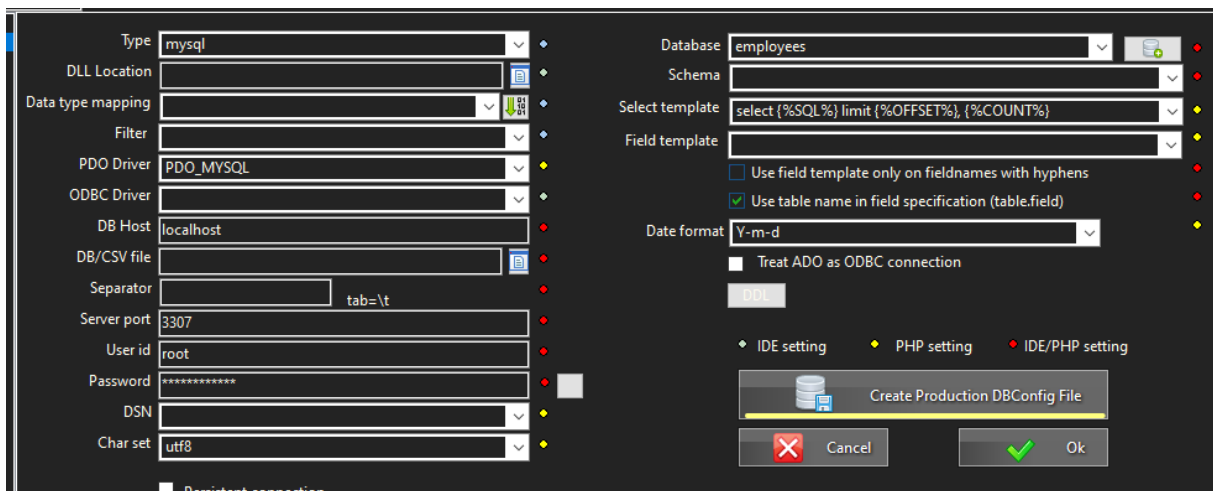 Type mysql
DLL Location
Data type mapping
Filter
PDO Driver PDO_MYSQL
ODBC Driver
DB Host localhost
DB/CSV file
Separator tab=\t
Server port 3307
User id root
Password ************
DSN
Char set utf8
Persistent connection
Database employees
Schema
Select template select {%SQL%} limit {%OFFSET%}, {%COUNT%}
Field template
Use field template only on fieldnames with hyphens
Use table name in field specification (table.field)
Date format Y-m-d
Treat ADO as ODBC connection
DDL
IDE setting PHP setting IDE/PHP setting
Create Production DBConfig File
Cancel Ok